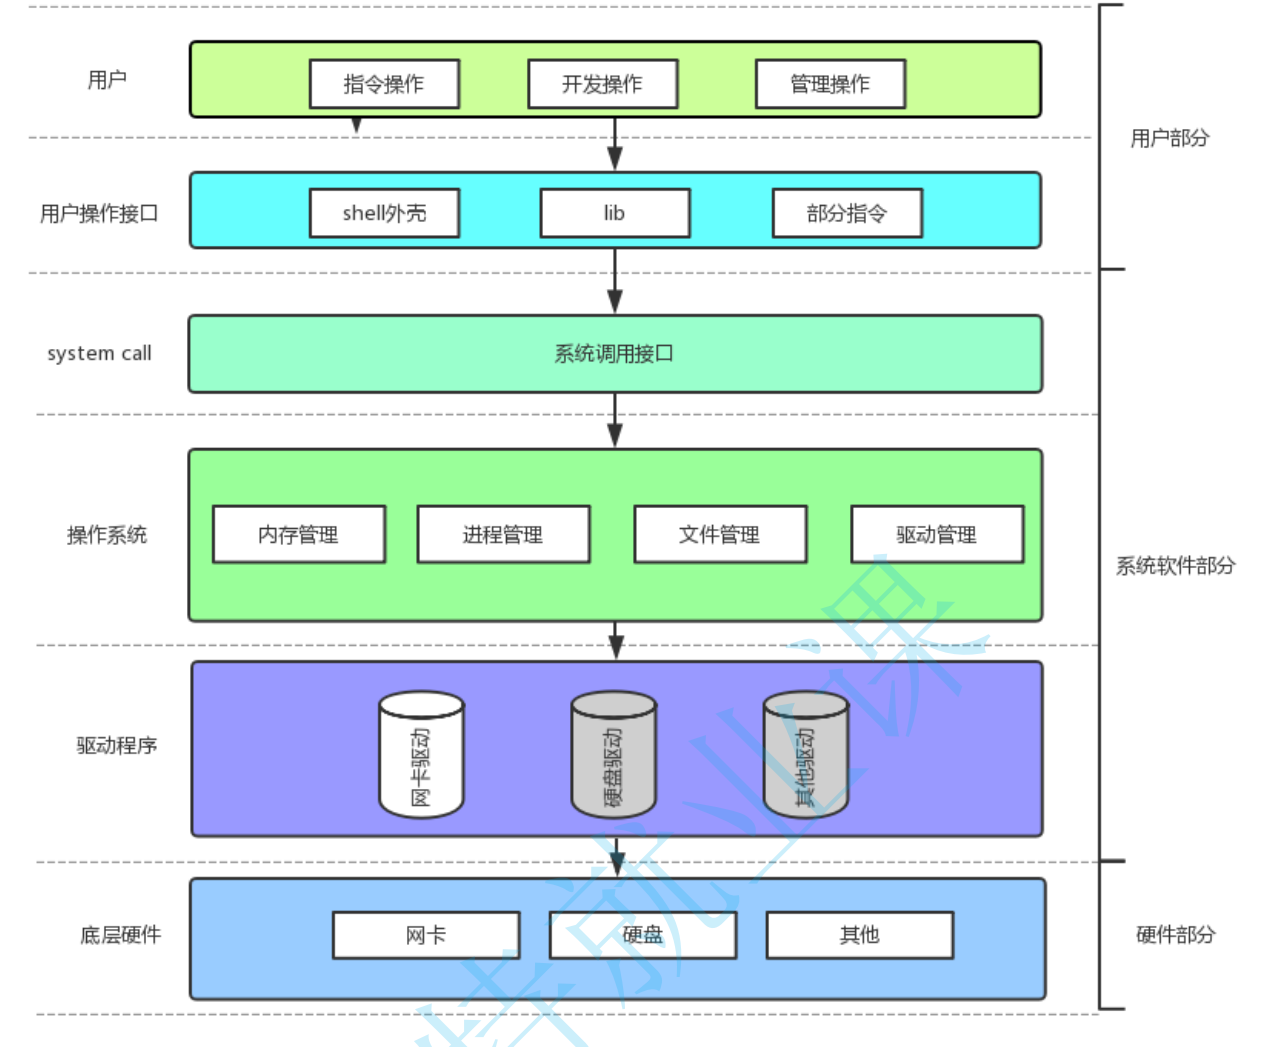 用户
指令操作
开发操作
管理操作
用户部分
用户操作接口
shell外壳
lib
部分指令
system call
系统调用接口
操作系统
内存管理
进程管理
文件管理
驱动管理
系统软件部分
驱动程序
网卡驱动
硬盘驱动
其他驱动
底层硬件
网卡
硬盘
其他
硬件部分
特就业课